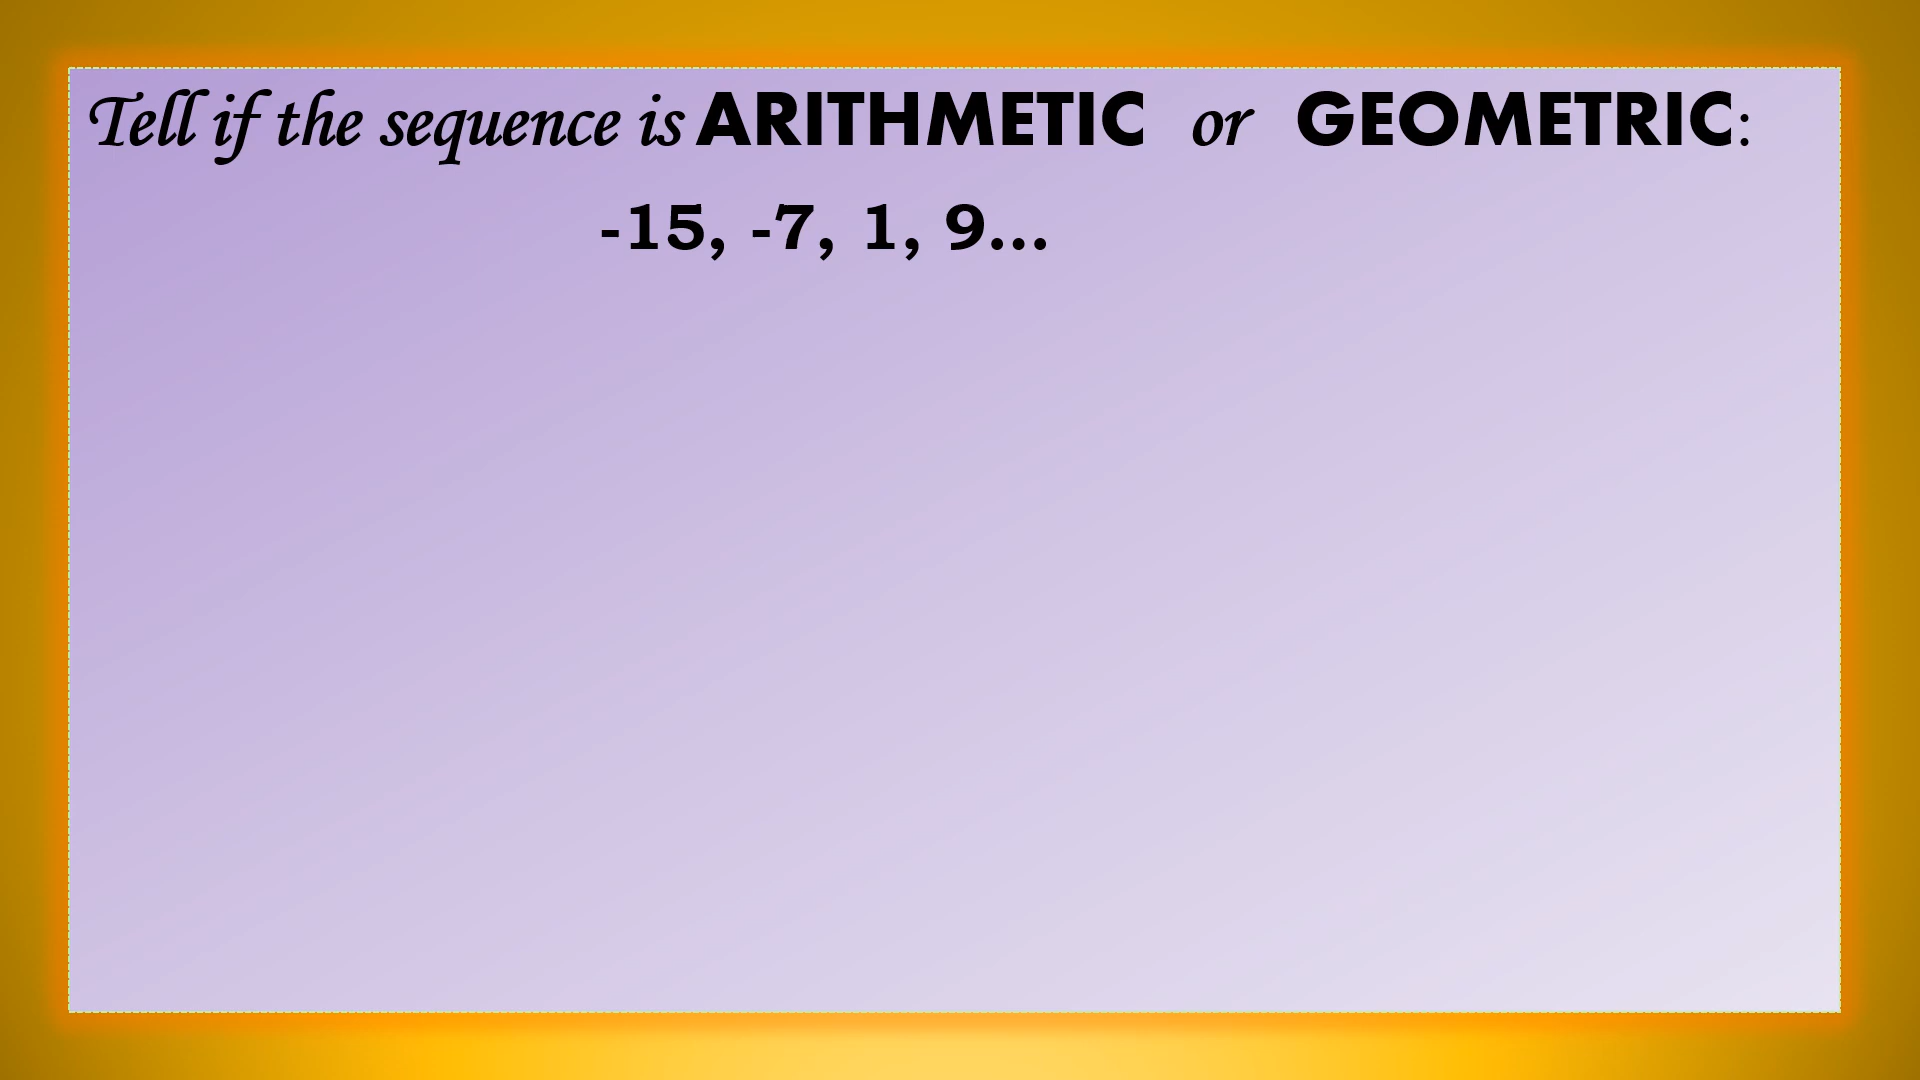 Tell if the sequence is ARITHMETIC or GEOMETRIC:
-15, -7, 1, 9...